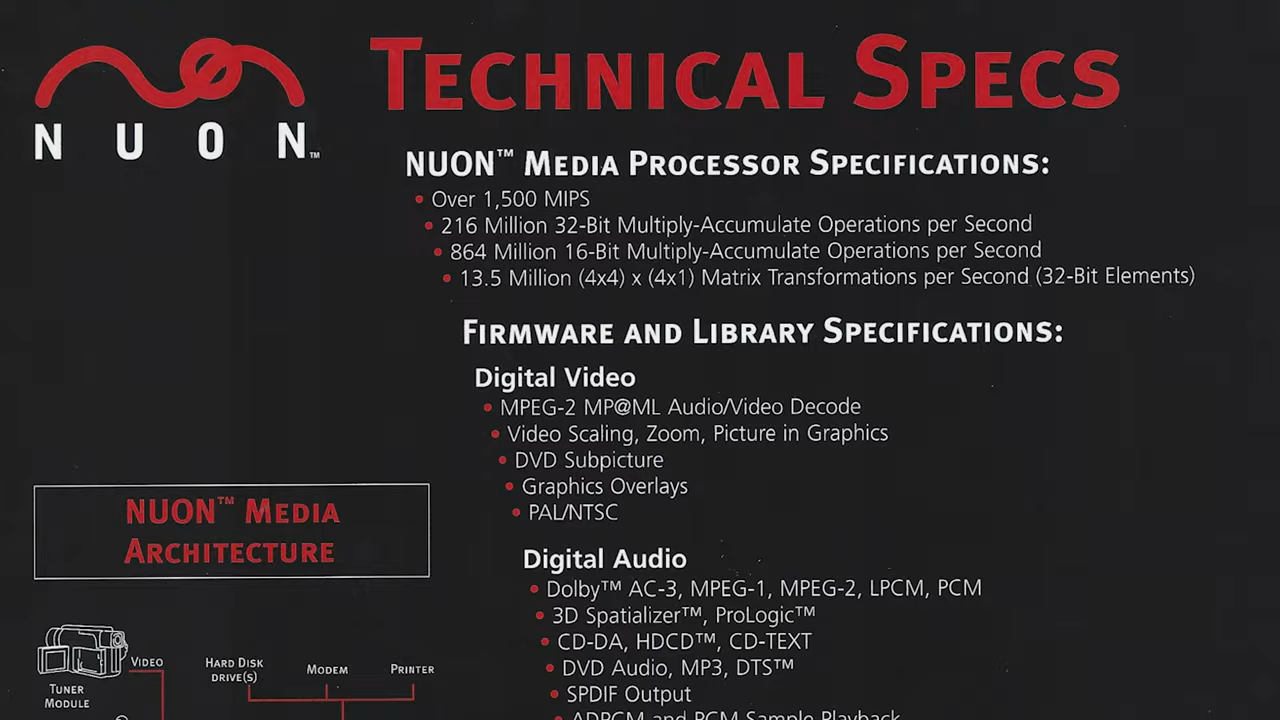 NUON™
TECHNICAL SPECS
NUON™ MEDIA PROCESSOR SPECIFICATIONS:
• Over 1,500 MIPS
• 216 Million 32-Bit Multiply-Accumulate Operations per Second
• 864 Million 16-Bit Multiply-Accumulate Operations per Second
• 13.5 Million (4x4) x (4x1) Matrix Transformations per Second (32-Bit Elements)
FIRMWARE AND LIBRARY SPECIFICATIONS:
Digital Video
• MPEG-2 MP@ML Audio/Video Decode
• Video Scaling, Zoom, Picture in Graphics
• DVD Subpicture
• Graphics Overlays
• PAL/NTSC
Digital Audio
• Dolby™ AC-3, MPEG-1, MPEG-2, LPCM, PCM
• 3D Spatializer™, ProLogic™
• CD-DA, HDCD™, CD-TEXT
• DVD Audio, MP3, DTS™
• SPDIF Output
• ADPCM and PCM Sample Playback
NUON™ MEDIA
ARCHITECTURE
VIDEO
TUNER
MODULE
HARD DISK
DRIVE(S)
MODEM
PRINTER